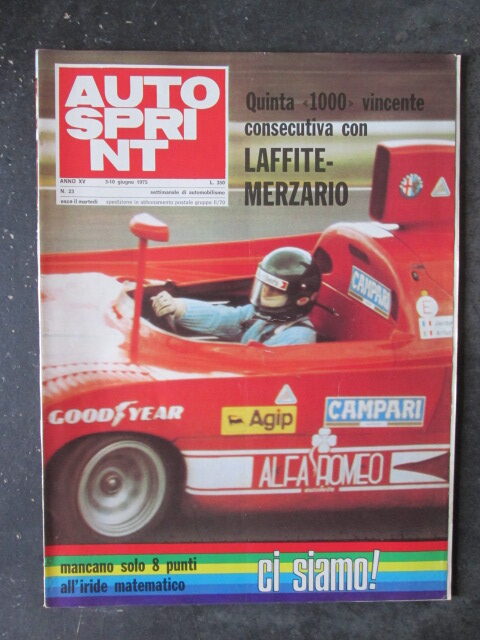 AUTO
SPRI
NT
ANNO XV 3-10 giugno 1975 L. 350
N. 23 settimanale di automobilismo
esce il martedì spedizione in abbonamento postale gruppo II/70
Quinta «1000» vincente
consecutiva con
LAFFITE-
MERZARIO
CAMPARI
E
GOODYEAR
Agip
CAMPARI
ALFA ROMEO
autodelta
mancano solo 8 punti
all'iride matematico
ci siamo!